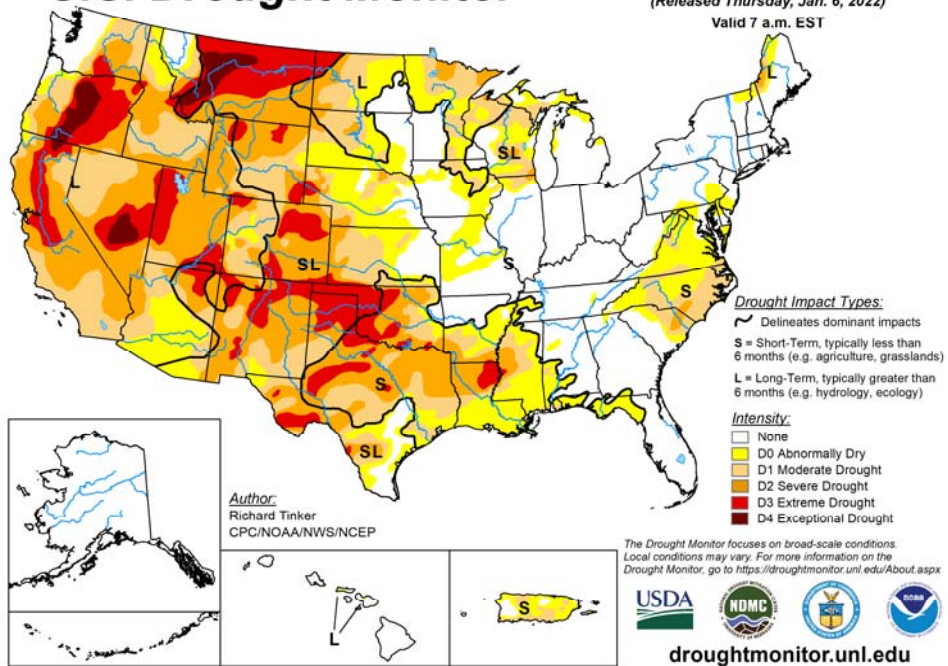 U.S. Drought Monitor
(Released Thursday, Jan. 6, 2022)
Valid 7 a.m. EST
L
L
L
SL
SL
S
S
S
SL
Drought Impact Types:
Delineates dominant impacts
S = Short-Term, typically less than
6 months (e.g. agriculture, grasslands)
L = Long-Term, typically greater than
6 months (e.g. hydrology, ecology)
Intensity:
None
D0 Abnormally Dry
D1 Moderate Drought
D2 Severe Drought
D3 Extreme Drought
D4 Exceptional Drought
Author:
Richard Tinker
CPC/NOAA/NWS/NCEP
L
S
The Drought Monitor focuses on broad-scale conditions.
Local conditions may vary. For more information on the
Drought Monitor, go to https://droughtmonitor.unl.edu/About.aspx
USDA
NDMC
NOAA
droughtmonitor.unl.edu